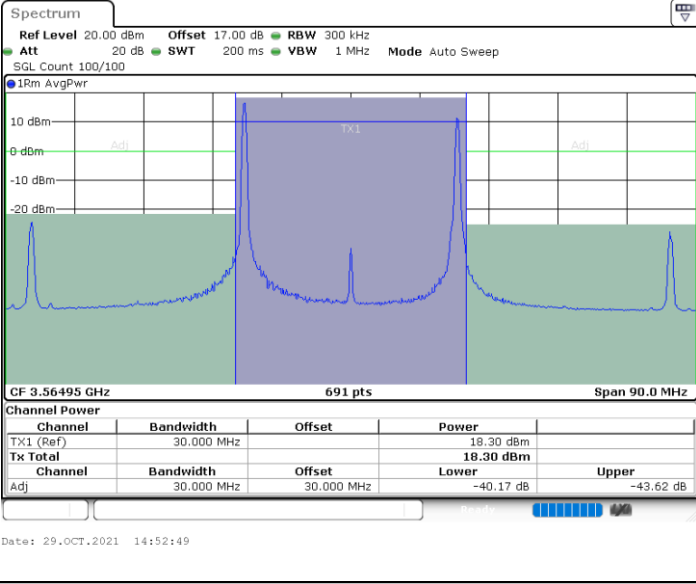 Spectrum
Ref Level 20.00 dBm Offset 17.00 dB RBW 300 kHz
Att 20 dB SWT 200 ms VBW 1 MHz Mode Auto Sweep
SGL Count 100/100
1Rm AvgPwr
10 dBm
TX1
Adj
Adj
0 dBm
-10 dBm
-20 dBm
CF 3.56495 GHz 691 pts Span 90.0 MHz
Channel Power
Channel Bandwidth Offset Power
TX1 (Ref) 30.000 MHz 18.30 dBm
Tx Total 18.30 dBm
Channel Bandwidth Offset Lower Upper
Adj 30.000 MHz 30.000 MHz -40.17 dB -43.62 dB
Ready
Date: 29.OCT.2021 14:52:49